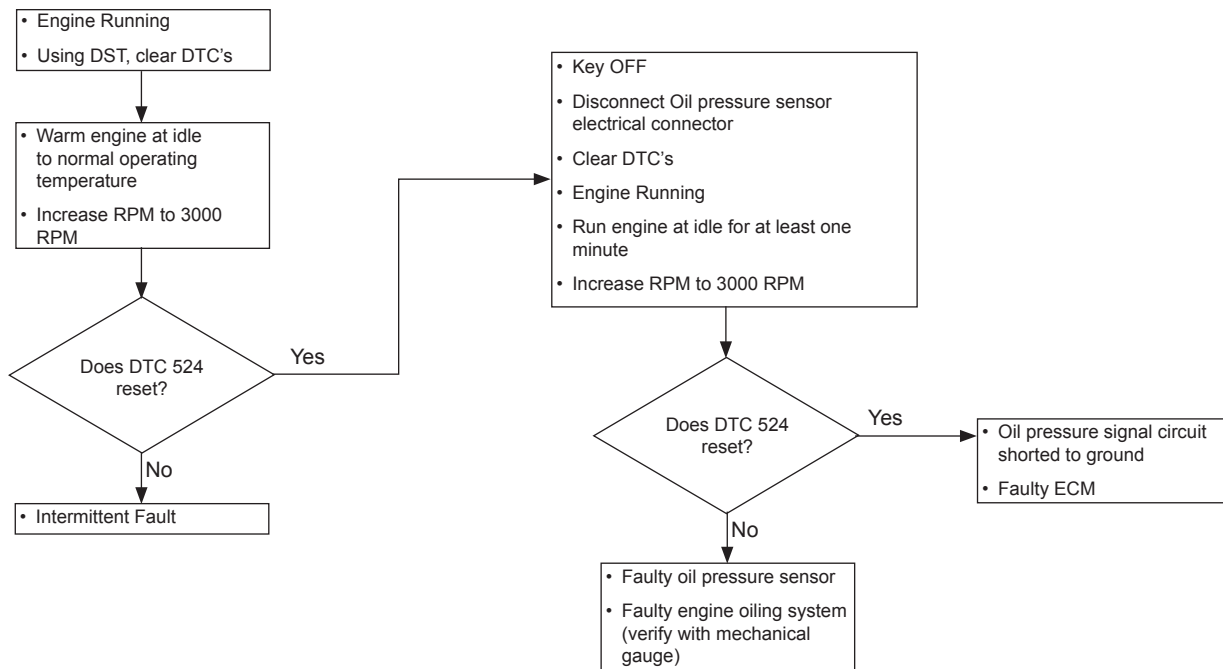 • Engine Running
• Using DST, clear DTC's
• Warm engine at idle
to normal operating
temperature
• Increase RPM to 3000
RPM
Does DTC 524
reset?
Yes
No
• Intermittent Fault
• Key OFF
• Disconnect Oil pressure sensor
electrical connector
• Clear DTC's
• Engine Running
• Run engine at idle for at least one
minute
• Increase RPM to 3000 RPM
Does DTC 524
reset?
Yes
• Oil pressure signal circuit
shorted to ground
• Faulty ECM
No
• Faulty oil pressure sensor
• Faulty engine oiling system
(verify with mechanical
gauge)